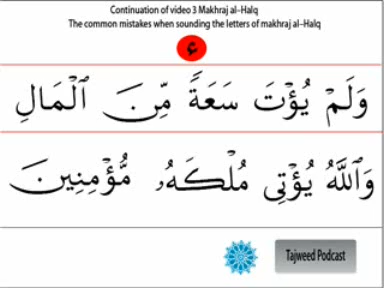 Continuation of video 3 Makhraj al-Halq
The common mistakes when sounding the letters of makhraj al-Halq
ء
وَلَمْ يُؤْتَ سَعَةً مِّنَ ٱلْمَالِ
وَٱللَّهُ يُؤْتِى مُلْكَهُۥ مُّؤْمِنِينَ
Tajweed Podcast